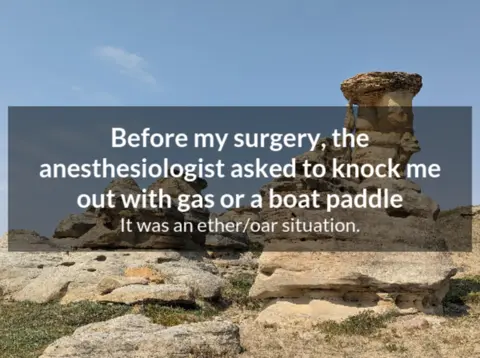 Before my surgery, the
anesthesiologist asked to knock me
out with gas or a boat paddle
It was an ether/oar situation.